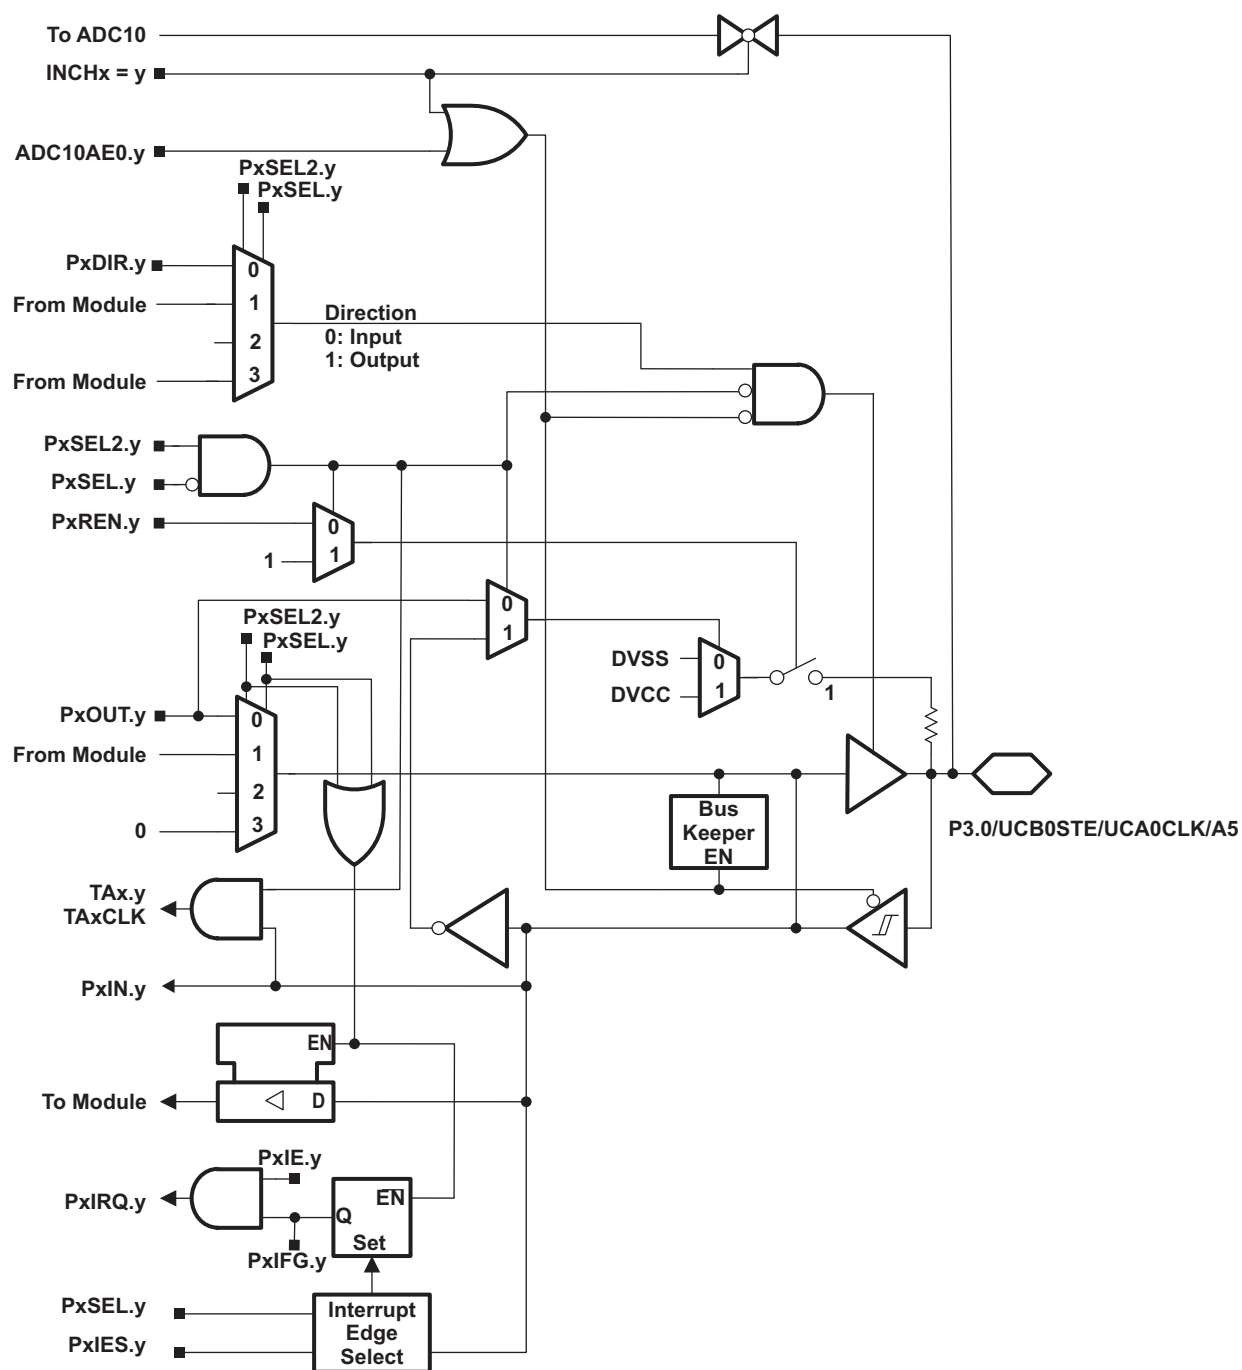 To ADC10
INCHx = y
ADC10AE0.y
PxSEL2.y
PxSEL.y
PxDIR.y
0
From Module
1
2
From Module
3
Direction
0: Input
1: Output
PxSEL2.y
PxSEL.y
PxREN.y
0
1
1
0
1
PxSEL2.y
PxSEL.y
DVSS
0
DVCC
1
1
PxOUT.y
0
From Module
1
2
0
3
Bus
Keeper
EN
P3.0/UCB0STE/UCA0CLK/A5
TAx.y
TAxCLK
PxIN.y
EN
To Module
D
PxIE.y
PxIRQ.y
EN
Q
Set
PxIFG.y
PxSEL.y
PxIES.y
Interrupt
Edge
Select